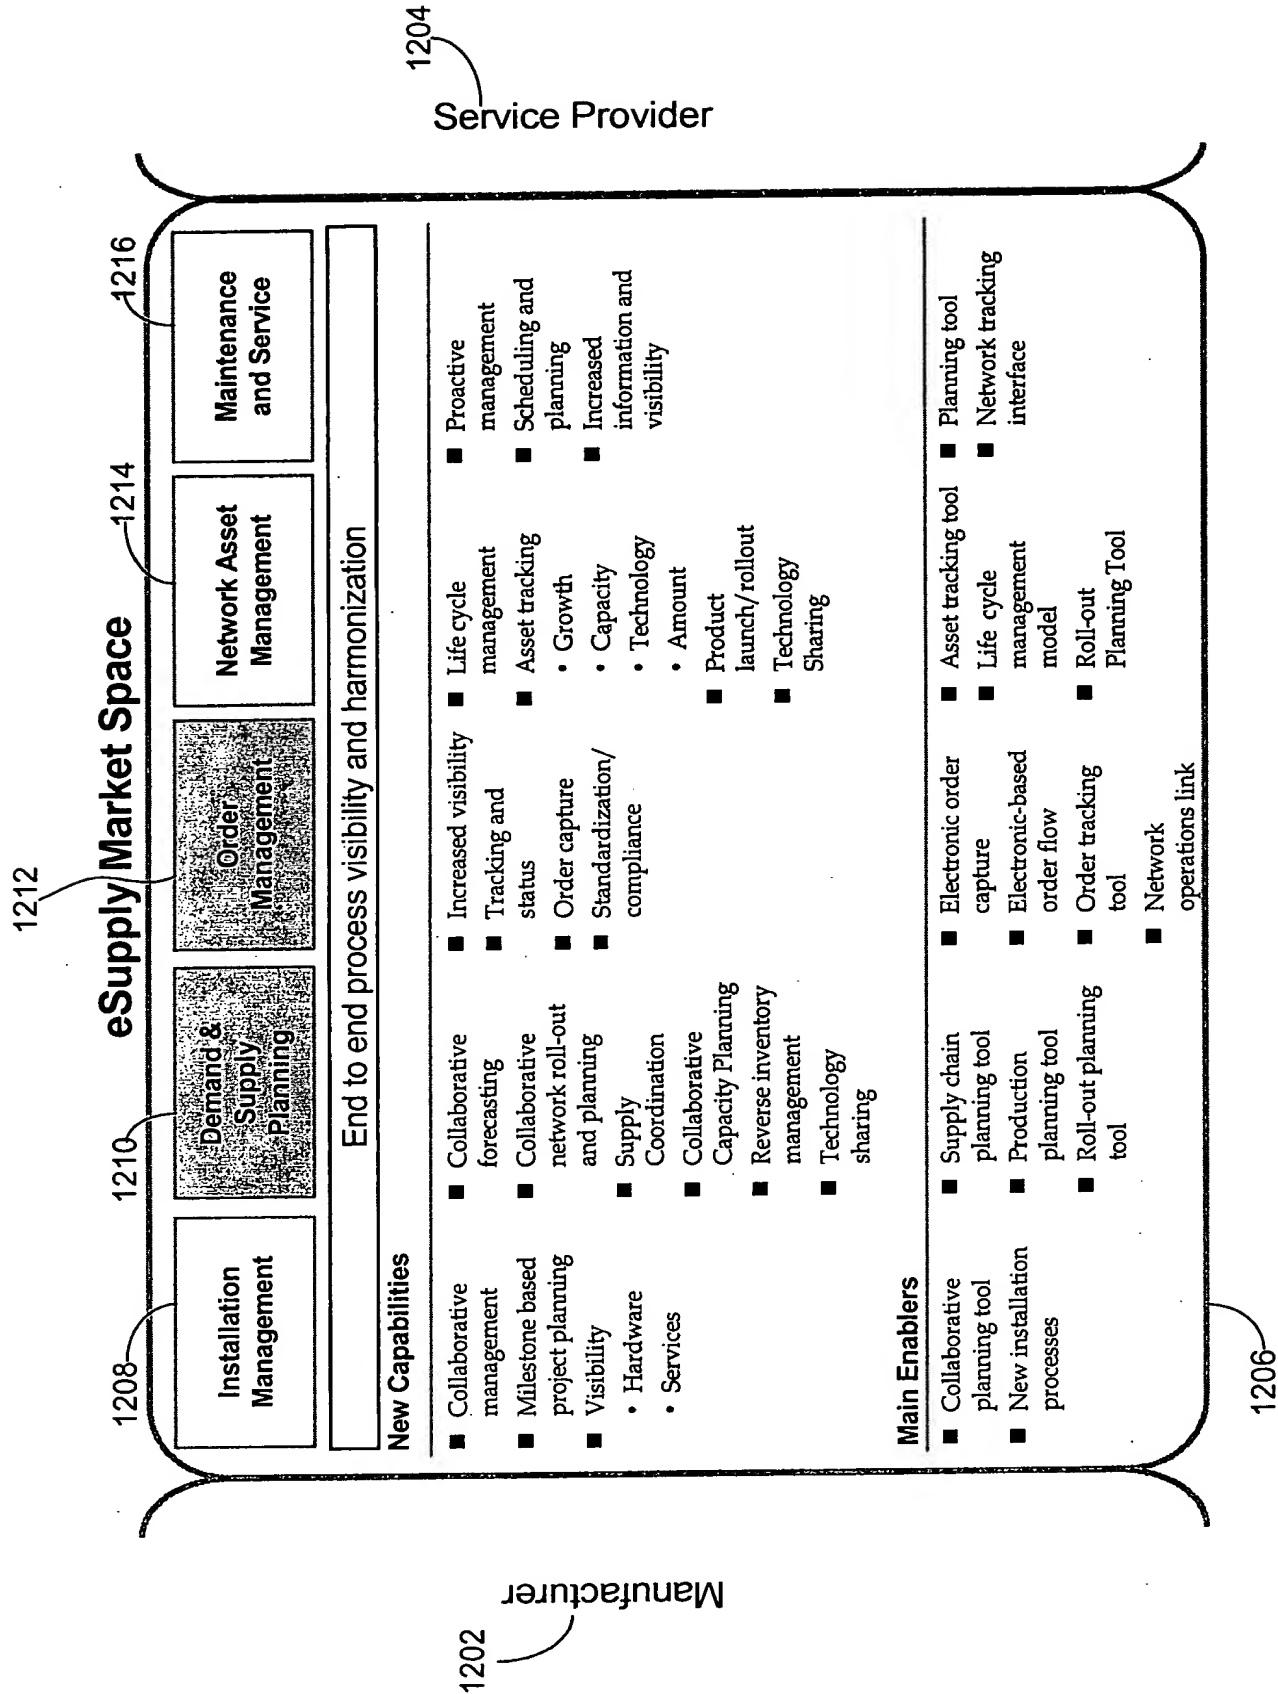 eSupply Market Space
1202
Manufacturer
1204
Service Provider
1206
1208
Installation
Management
1210
Demand &
Supply
Planning
1212
Order
Management
1214
Network Asset
Management
1216
Maintenance
and Service
End to end process visibility and harmonization
New Capabilities
■ Collaborative
management
■ Milestone based
project planning
■ Visibility
• Hardware
• Services
■ Collaborative
forecasting
■ Collaborative
network roll-out
and planning
■ Supply
Coordination
■ Collaborative
Capacity Planning
■ Reverse inventory
management
■ Technology
sharing
■ Increased visibility
■ Tracking and
status
■ Order capture
■ Standardization/
compliance
■ Life cycle
management
■ Asset tracking
• Growth
• Capacity
• Technology
• Amount
■ Product
launch/rollout
■ Technology
Sharing
■ Proactive
management
■ Scheduling and
planning
■ Increased
information and
visibility
Main Enablers
■ Collaborative
planning tool
■ New installation
processes
■ Supply chain
planning tool
■ Production
planning tool
■ Roll-out planning
tool
■ Electronic order
capture
■ Electronic-based
order flow
■ Order tracking
tool
■ Network
operations link
■ Asset tracking tool
■ Life cycle
management
model
■ Roll-out
Planning Tool
■ Planning tool
■ Network tracking
interface